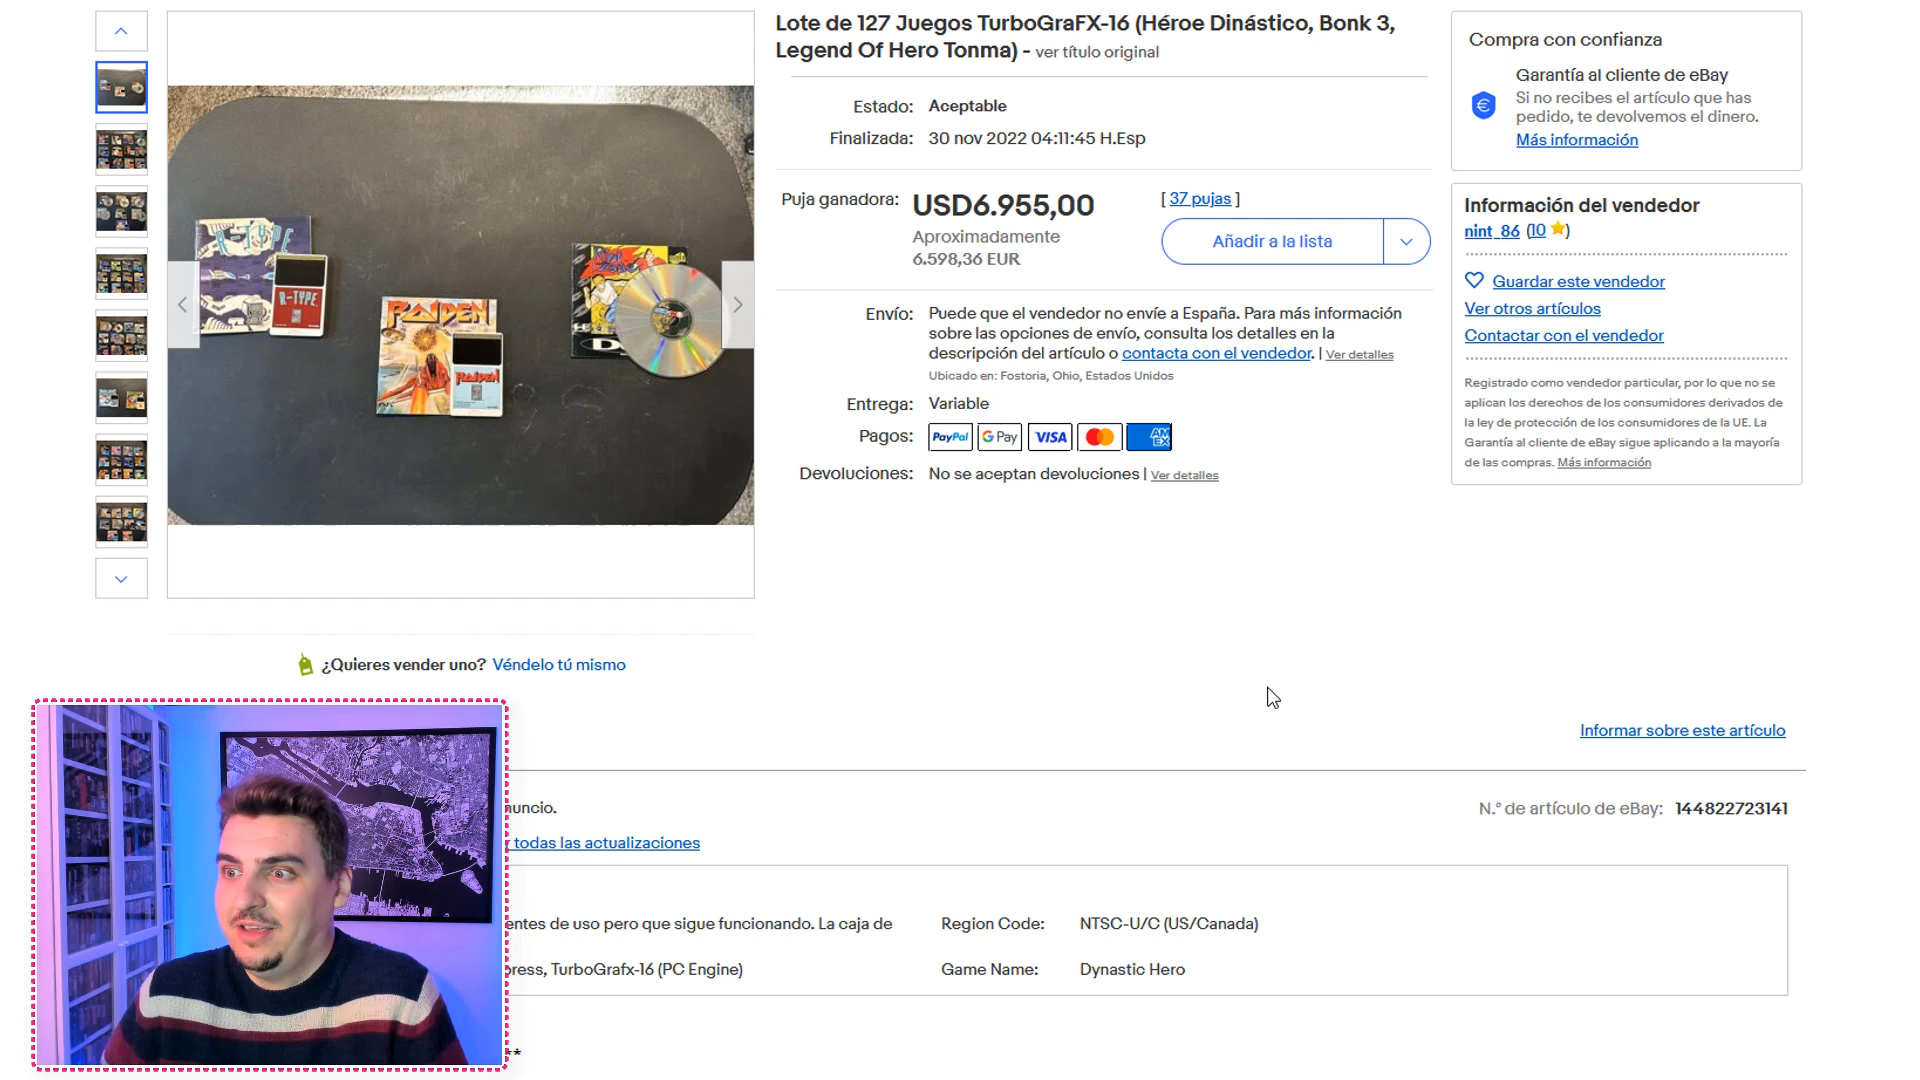 Lote de 127 Juegos TurboGraFX-16 (Héroe Dinástico, Bonk 3,
Legend Of Hero Tonma) - ver título original
Estado: Aceptable
Finalizada: 30 nov 2022 04:11:45 H.Esp
Puja ganadora: USD6.955,00 [ 37 pujas ]
Aproximadamente
6.598,36 EUR
Añadir a la lista
Envío: Puede que el vendedor no envíe a España. Para más información
sobre las opciones de envío, consulta los detalles en la
descripción del artículo o contacta con el vendedor. | Ver detalles
Ubicado en: Fostoria, Ohio, Estados Unidos
Entrega: Variable
Pagos: PayPal G Pay VISA AMEX
Devoluciones: No se aceptan devoluciones | Ver detalles
Compra con confianza
Garantía al cliente de eBay
Si no recibes el artículo que has
pedido, te devolvemos el dinero.
Más información
Información del vendedor
nint_86 (10)
Guardar este vendedor
Ver otros artículos
Contactar con el vendedor
Registrado como vendedor particular, por lo que no se
aplican los derechos de los consumidores derivados de
la ley de protección de los consumidores de la UE. La
Garantía al cliente de eBay sigue aplicando a la mayoría
de las compras. Más información
R-TYPE
R-TYPE
RAIDEN
RAIDEN
¿Quieres vender uno? Véndelo tú mismo
Informar sobre este artículo
nuncio.
N.° de artículo de eBay: 144822723141
todas las actualizaciones
entes de uso pero que sigue funcionando. La caja de
Region Code: NTSC-U/C (US/Canada)
press, TurboGrafx-16 (PC Engine)
Game Name: Dynastic Hero
**